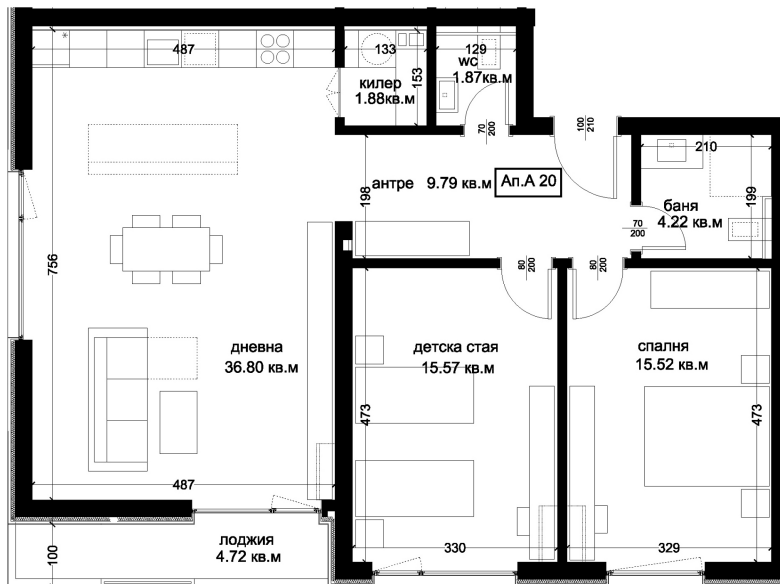 487
133
129
килер
1.88кв.м
153
wc
1.87кв.м
70
200
100
210
210
антре 9.79 кв.м
Ап.А 20
198
баня
4.22 кв.м
199
70
200
80
200
80
200
756
дневна
36.80 кв.м
детска стая
15.57 кв.м
спалня
15.52 кв.м
473
473
487
лоджия
4.72 кв.м
100
330
329